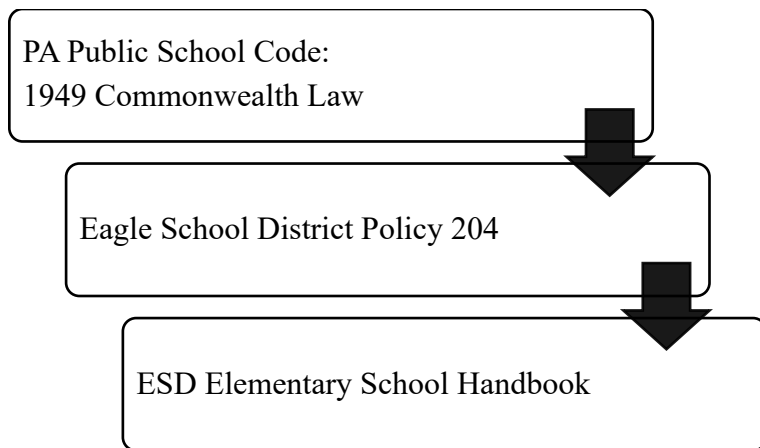 PA Public School Code:
1949 Commonwealth Law
Eagle School District Policy 204
ESD Elementary School Handbook